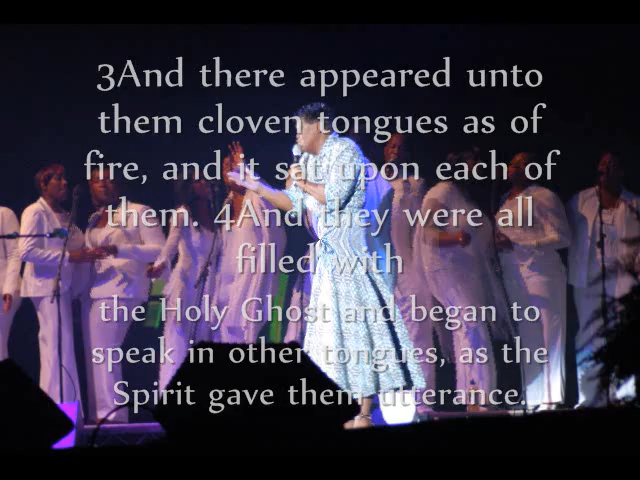 3And there appeared unto
them cloven tongues as of
fire, and it sat upon each of
them. 4And they were all
filled with
the Holy Ghost and began to
speak in other tongues, as the
Spirit gave them utterance.